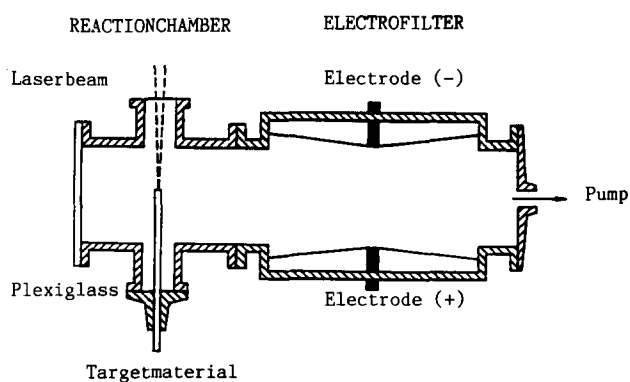 REACTIONCHAMBER ELECTROFILTER
Laserbeam Electrode (-)
Pump
Plexiglass Electrode (+)
Targetmaterial